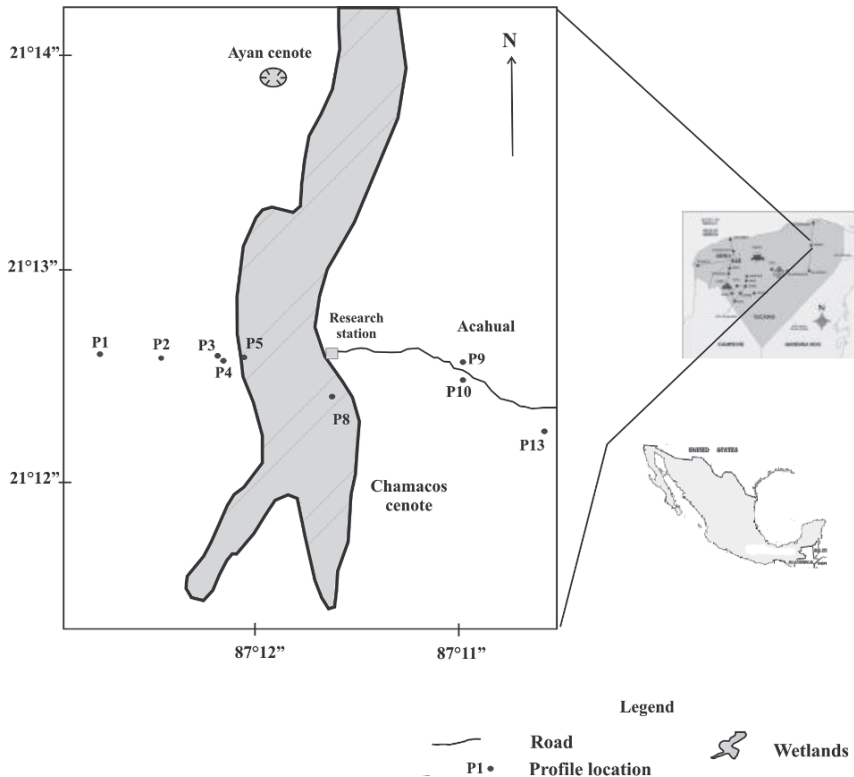 21°14”
Ayan cenote
N
21°13”
Research
station
Acahual
P1
P2
P3
P4
P5
P9
P10
P8
P13
21°12”
Chamacos
cenote
87°12”
87°11”
N
UNITED STATES
Legend
Road
Wetlands
P1
Profile location